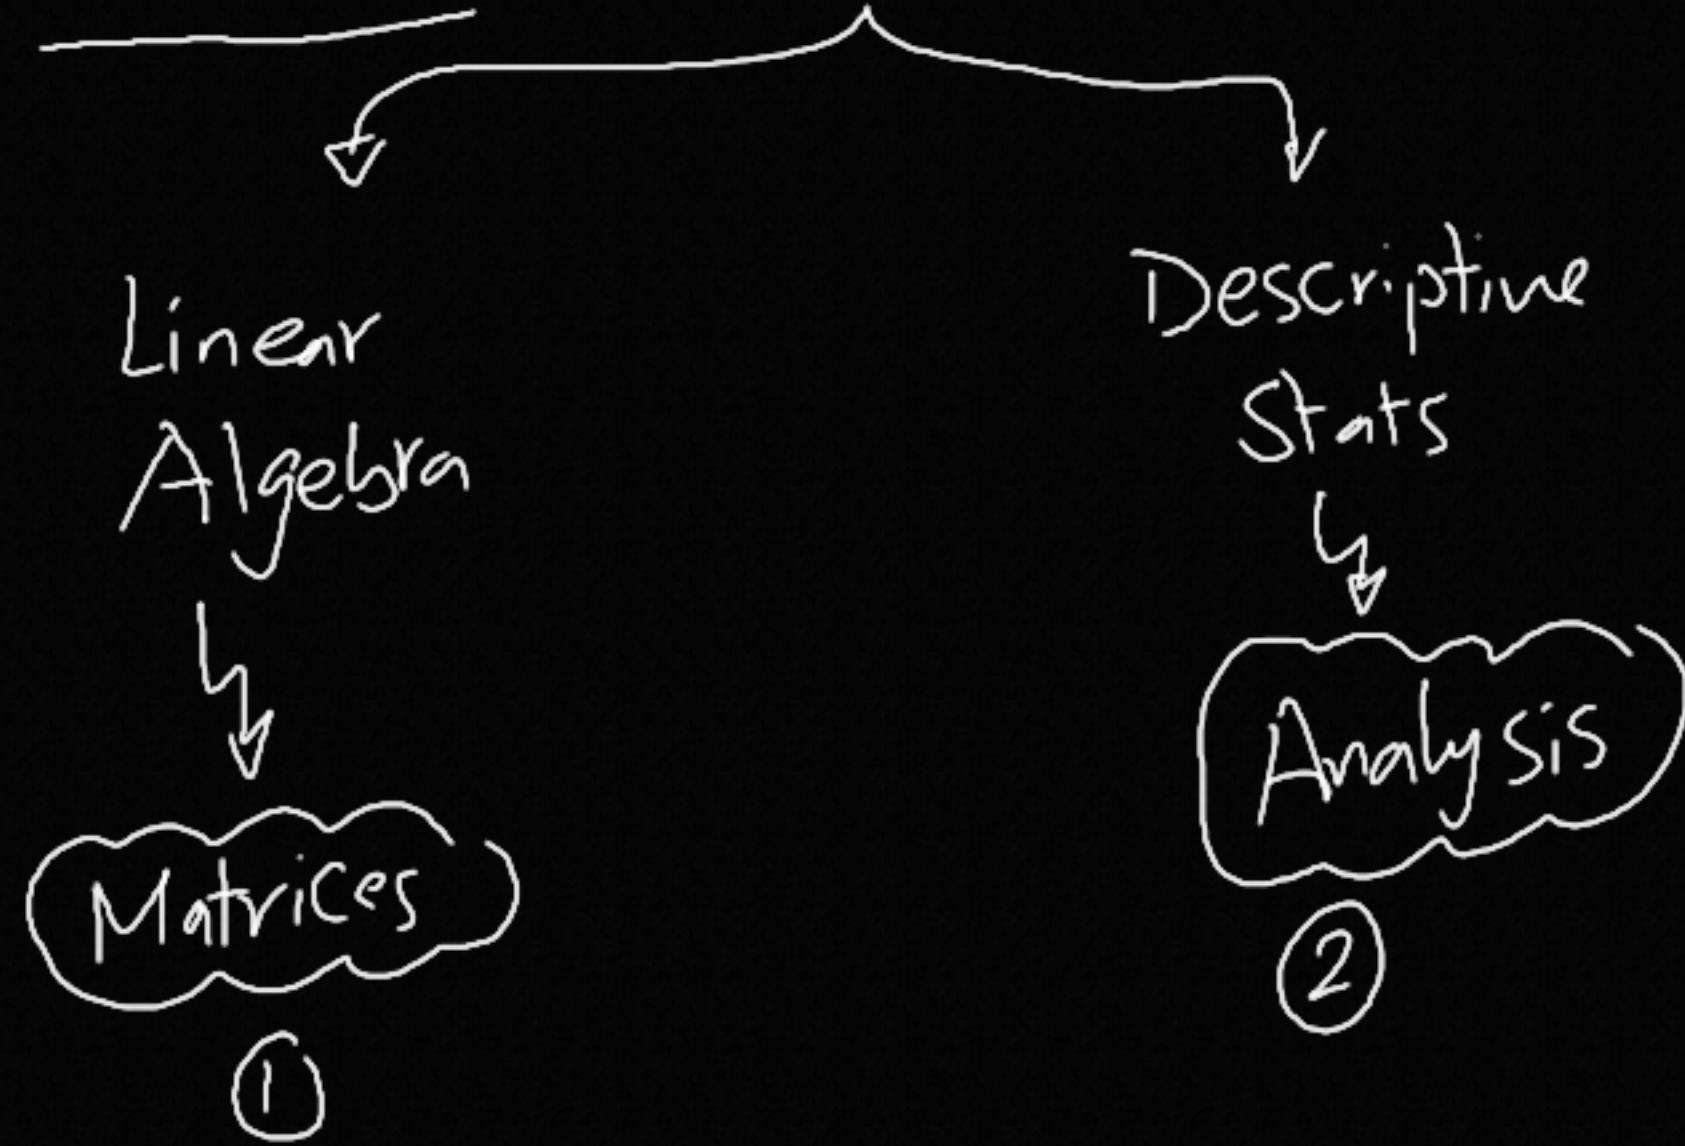 Linear
Algebra
Matrices
1
Descriptive
Stats
Analysis
2